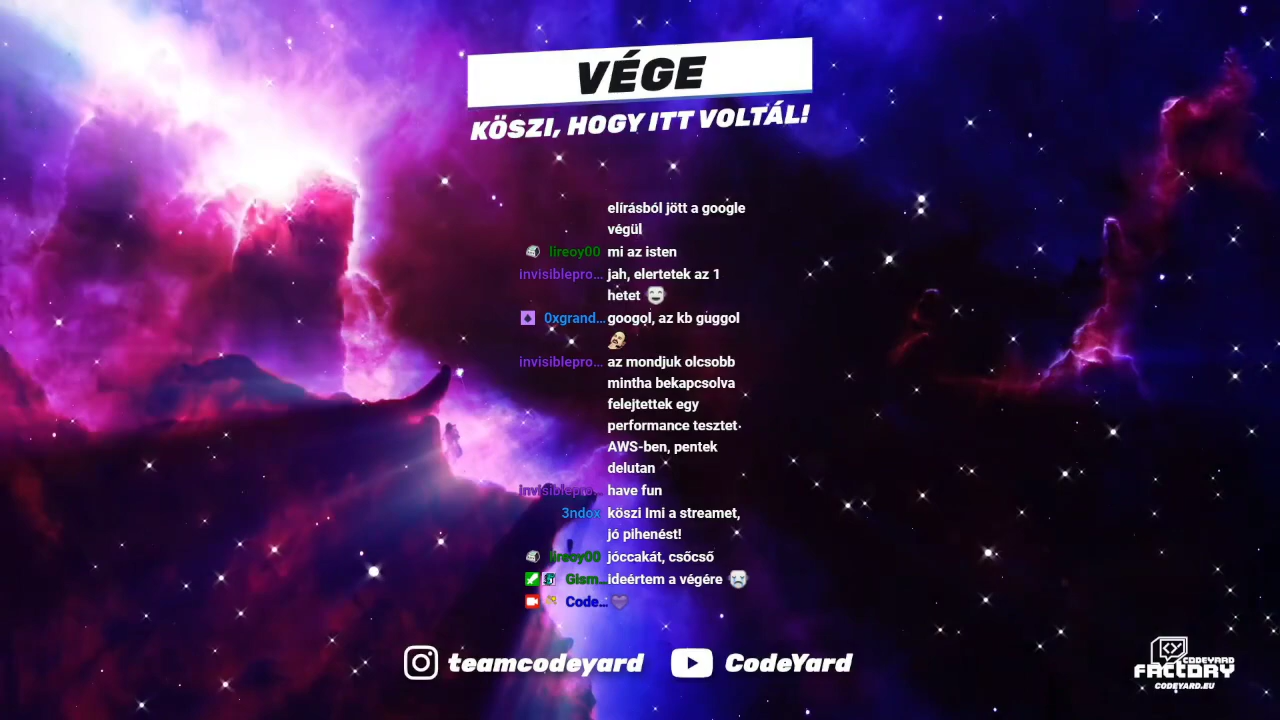 VÉGE
KÖSZI, HOGY ITT VOLTÁL!
elírásból jött a google
végül
lireoy00 mi az isten
invisiblepro... jah, elertetek az 1
hetet
0xgrand... googol, az kb guggol
invisiblepro... az mondjuk olcsobb
mintha bekapcsolva
felejtettek egy
performance tesztet
AWS-ben, pentek
delutan
invisiblepro... have fun
3ndox köszi Imi a streamet,
jó pihenést!
lireoy00 jóccakát, csőcső
Gism... ideértem a végére
Code...
teamcodeyard CodeYard
CODEYARD
FACTORY
CODEYARD.EU